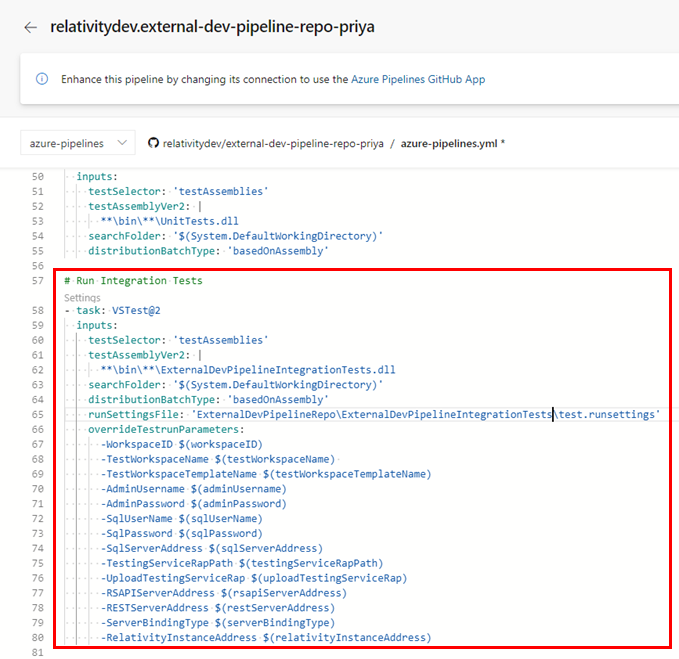 ← relativitydev.external-dev-pipeline-repo-priya
Enhance this pipeline by changing its connection to use the Azure Pipelines GitHub App
azure-pipelines relativitydev/external-dev-pipeline-repo-priya / azure-pipelines.yml *
50 inputs:
51 testSelector: 'testAssemblies'
52 testAssemblyVer2: |
53 **\bin\**\UnitTests.dll
54 searchFolder: '$(System.DefaultWorkingDirectory)'
55 distributionBatchType: 'basedOnAssembly'
56
57 # Run Integration Tests
Settings
58 - task: VSTest@2
59 inputs:
60 testSelector: 'testAssemblies'
61 testAssemblyVer2: |
62 **\bin\**\ExternalDevPipelineIntegrationTests.dll
63 searchFolder: '$(System.DefaultWorkingDirectory)'
64 distributionBatchType: 'basedOnAssembly'
65 runSettingsFile: 'ExternalDevPipelineRepo\ExternalDevPipelineIntegrationTests\test.runsettings'
66 overrideTestrunParameters:
67 -WorkspaceID $(workspaceID)
68 -TestWorkspaceName $(testWorkspaceName)
69 -TestWorkspaceTemplateName $(testWorkspaceTemplateName)
70 -AdminUsername $(adminUsername)
71 -AdminPassword $(adminPassword)
72 -SqlUserName $(sqlUserName)
73 -SqlPassword $(sqlPassword)
74 -SqlServerAddress $(sqlServerAddress)
75 -TestingServiceRapPath $(testingServiceRapPath)
76 -UploadTestingServiceRap $(uploadTestingServiceRap)
77 -RSAPIServerAddress $(rsapiServerAddress)
78 -RESTServerAddress $(restServerAddress)
79 -ServerBindingType $(serverBindingType)
80 -RelativityInstanceAddress $(relativityInstanceAddress)
81